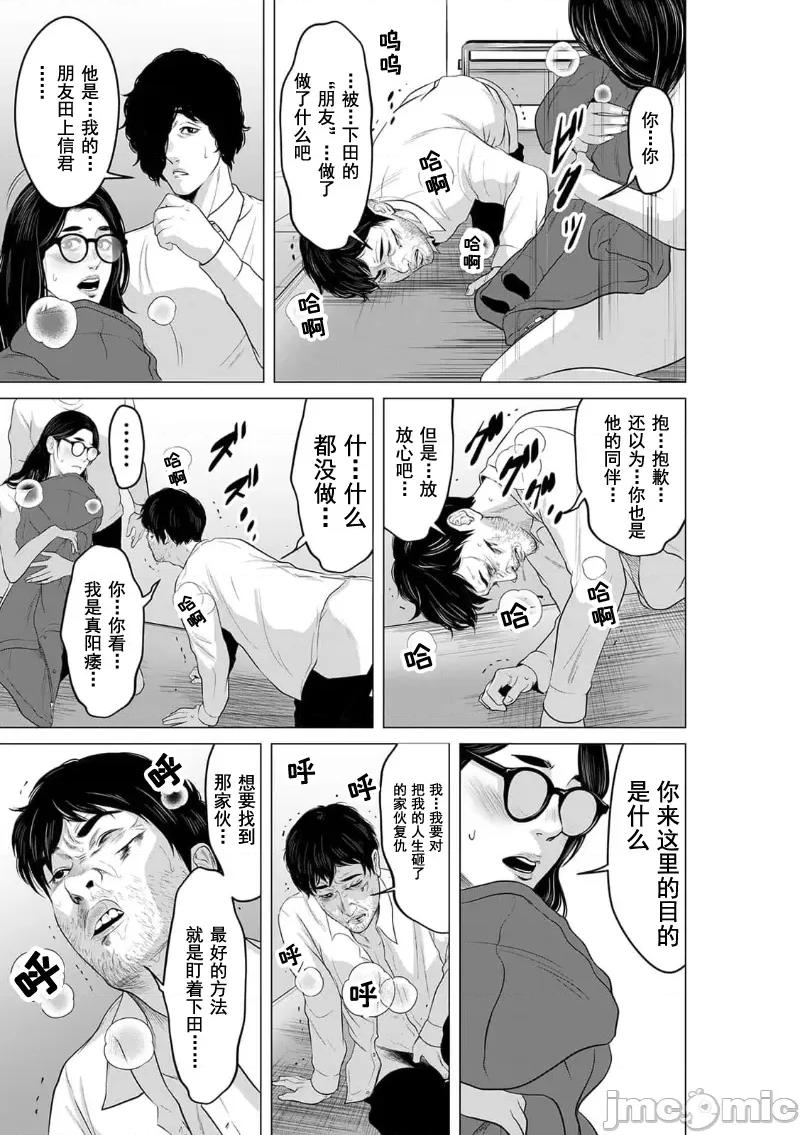 你…你
…被…下田的
“朋友”…做了
做了什么吧
呜
呜
哈
啊
哈
啊
哈
啊
他是…我的…
朋友田上信君
……
抱…抱歉…
还以为…你也是
他的同伴…
但是…放
放心吧…
哈
哈
什…什么
都没做…
……
你…你看…
我是真阳痿…
哈
啊
哈
啊
你来这里的目的
是什么
我…我要对
把我的人生砸了
的家伙复仇
呼
呼
呼
想要找到
那家伙…
最好的方法
就是盯着下田……
jmcomic